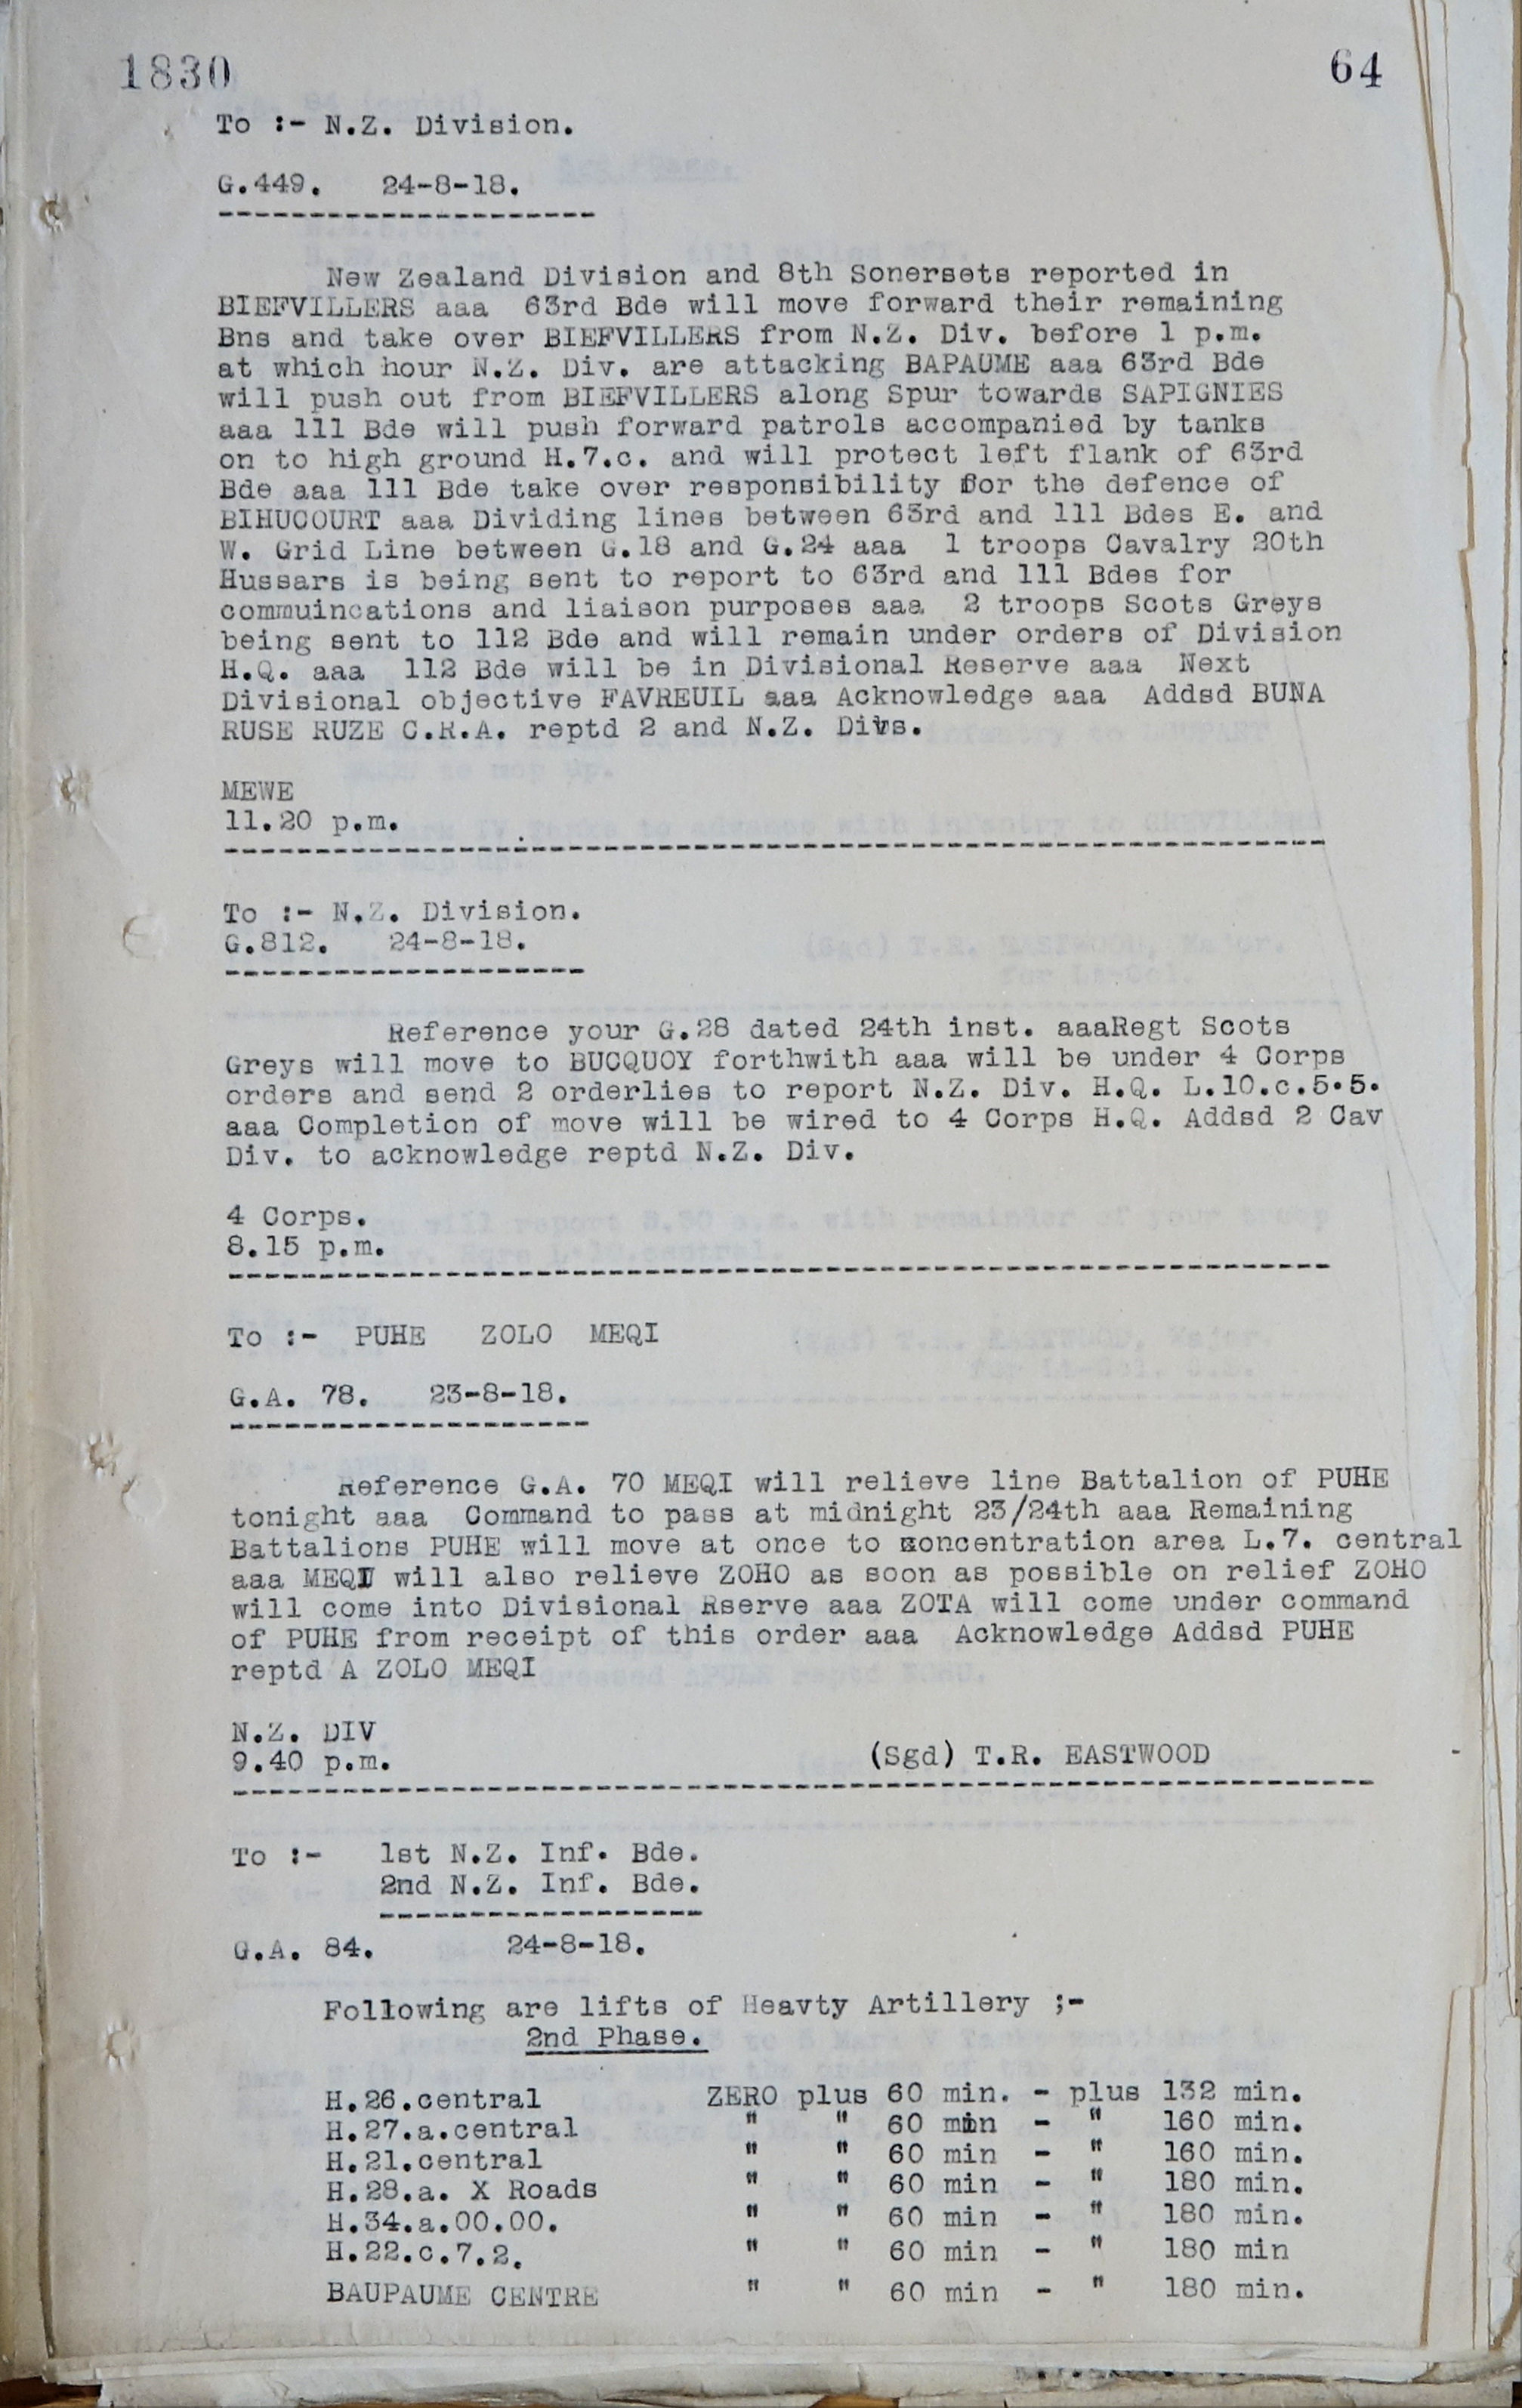 1830 64
To :- N.Z. Division.
G.449. 24-8-18.
New Zealand Division and 8th Sonersets reported in
BIEFVILLERS aaa 63rd Bde will move forward their remaining
Bns and take over BIEFVILLERS from N.Z. Div. before 1 p.m.
at which hour N.Z. Div. are attacking BAPAUME aaa 63rd Bde
will push out from BIEFVILLERS along Spur towards SAPIGNIES
aaa 111 Bde will push forward patrols accompanied by tanks
on to high ground H.7.c. and will protect left flank of 63rd
Bde aaa 111 Bde take over responsibility for the defence of
BIHUCOURT aaa Dividing lines between 63rd and 111 Bdes E. and
W. Grid Line between G.18 and G.24 aaa 1 troops Cavalry 20th
Hussars is being sent to report to 63rd and 111 Bdes for
commuincations and liaison purposes aaa 2 troops Scots Greys
being sent to 112 Bde and will remain under orders of Division
H.Q. aaa 112 Bde will be in Divisional Reserve aaa Next
Divisional objective FAVREUIL aaa Acknowledge aaa Addsd BUNA
RUSE RUZE C.R.A. reptd 2 and N.Z. Divs.
MEWE
11.20 p.m.
To :- N.Z. Division.
G.812. 24-8-18.
Reference your G.28 dated 24th inst. aaaRegt Scots
Greys will move to BUCQUOY forthwith aaa will be under 4 Corps
orders and send 2 orderlies to report N.Z. Div. H.Q. L.10.c.5.5.
aaa Completion of move will be wired to 4 Corps H.Q. Addsd 2 Cav
Div. to acknowledge reptd N.Z. Div.
4 Corps.
8.15 p.m.
To :- PUHE ZOLO MEQI
G.A. 78. 23-8-18.
Reference G.A. 70 MEQI will relieve line Battalion of PUHE
tonight aaa Command to pass at midnight 23/24th aaa Remaining
Battalions PUHE will move at once to concentration area L.7. central
aaa MEQI will also relieve ZOHO as soon as possible on relief ZOHO
will come into Divisional Rserve aaa ZOTA will come under command
of PUHE from receipt of this order aaa Acknowledge Addsd PUHE
reptd A ZOLO MEQI
N.Z. DIV
9.40 p.m. (Sgd) T.R. EASTWOOD
To :- 1st N.Z. Inf. Bde.
2nd N.Z. Inf. Bde.
G.A. 84. 24-8-18.
Following are lifts of Heavty Artillery ;-
2nd Phase.
H.26.central ZERO plus 60 min. - plus 132 min.
H.27.a.central " " 60 min - " 160 min.
H.21.central " " 60 min - " 160 min.
H.28.a. X Roads " " 60 min - " 180 min.
H.34.a.00.00. " " 60 min - " 180 min.
H.22.c.7.2. " " 60 min - " 180 min
BAUPAUME CENTRE " " 60 min - " 180 min.